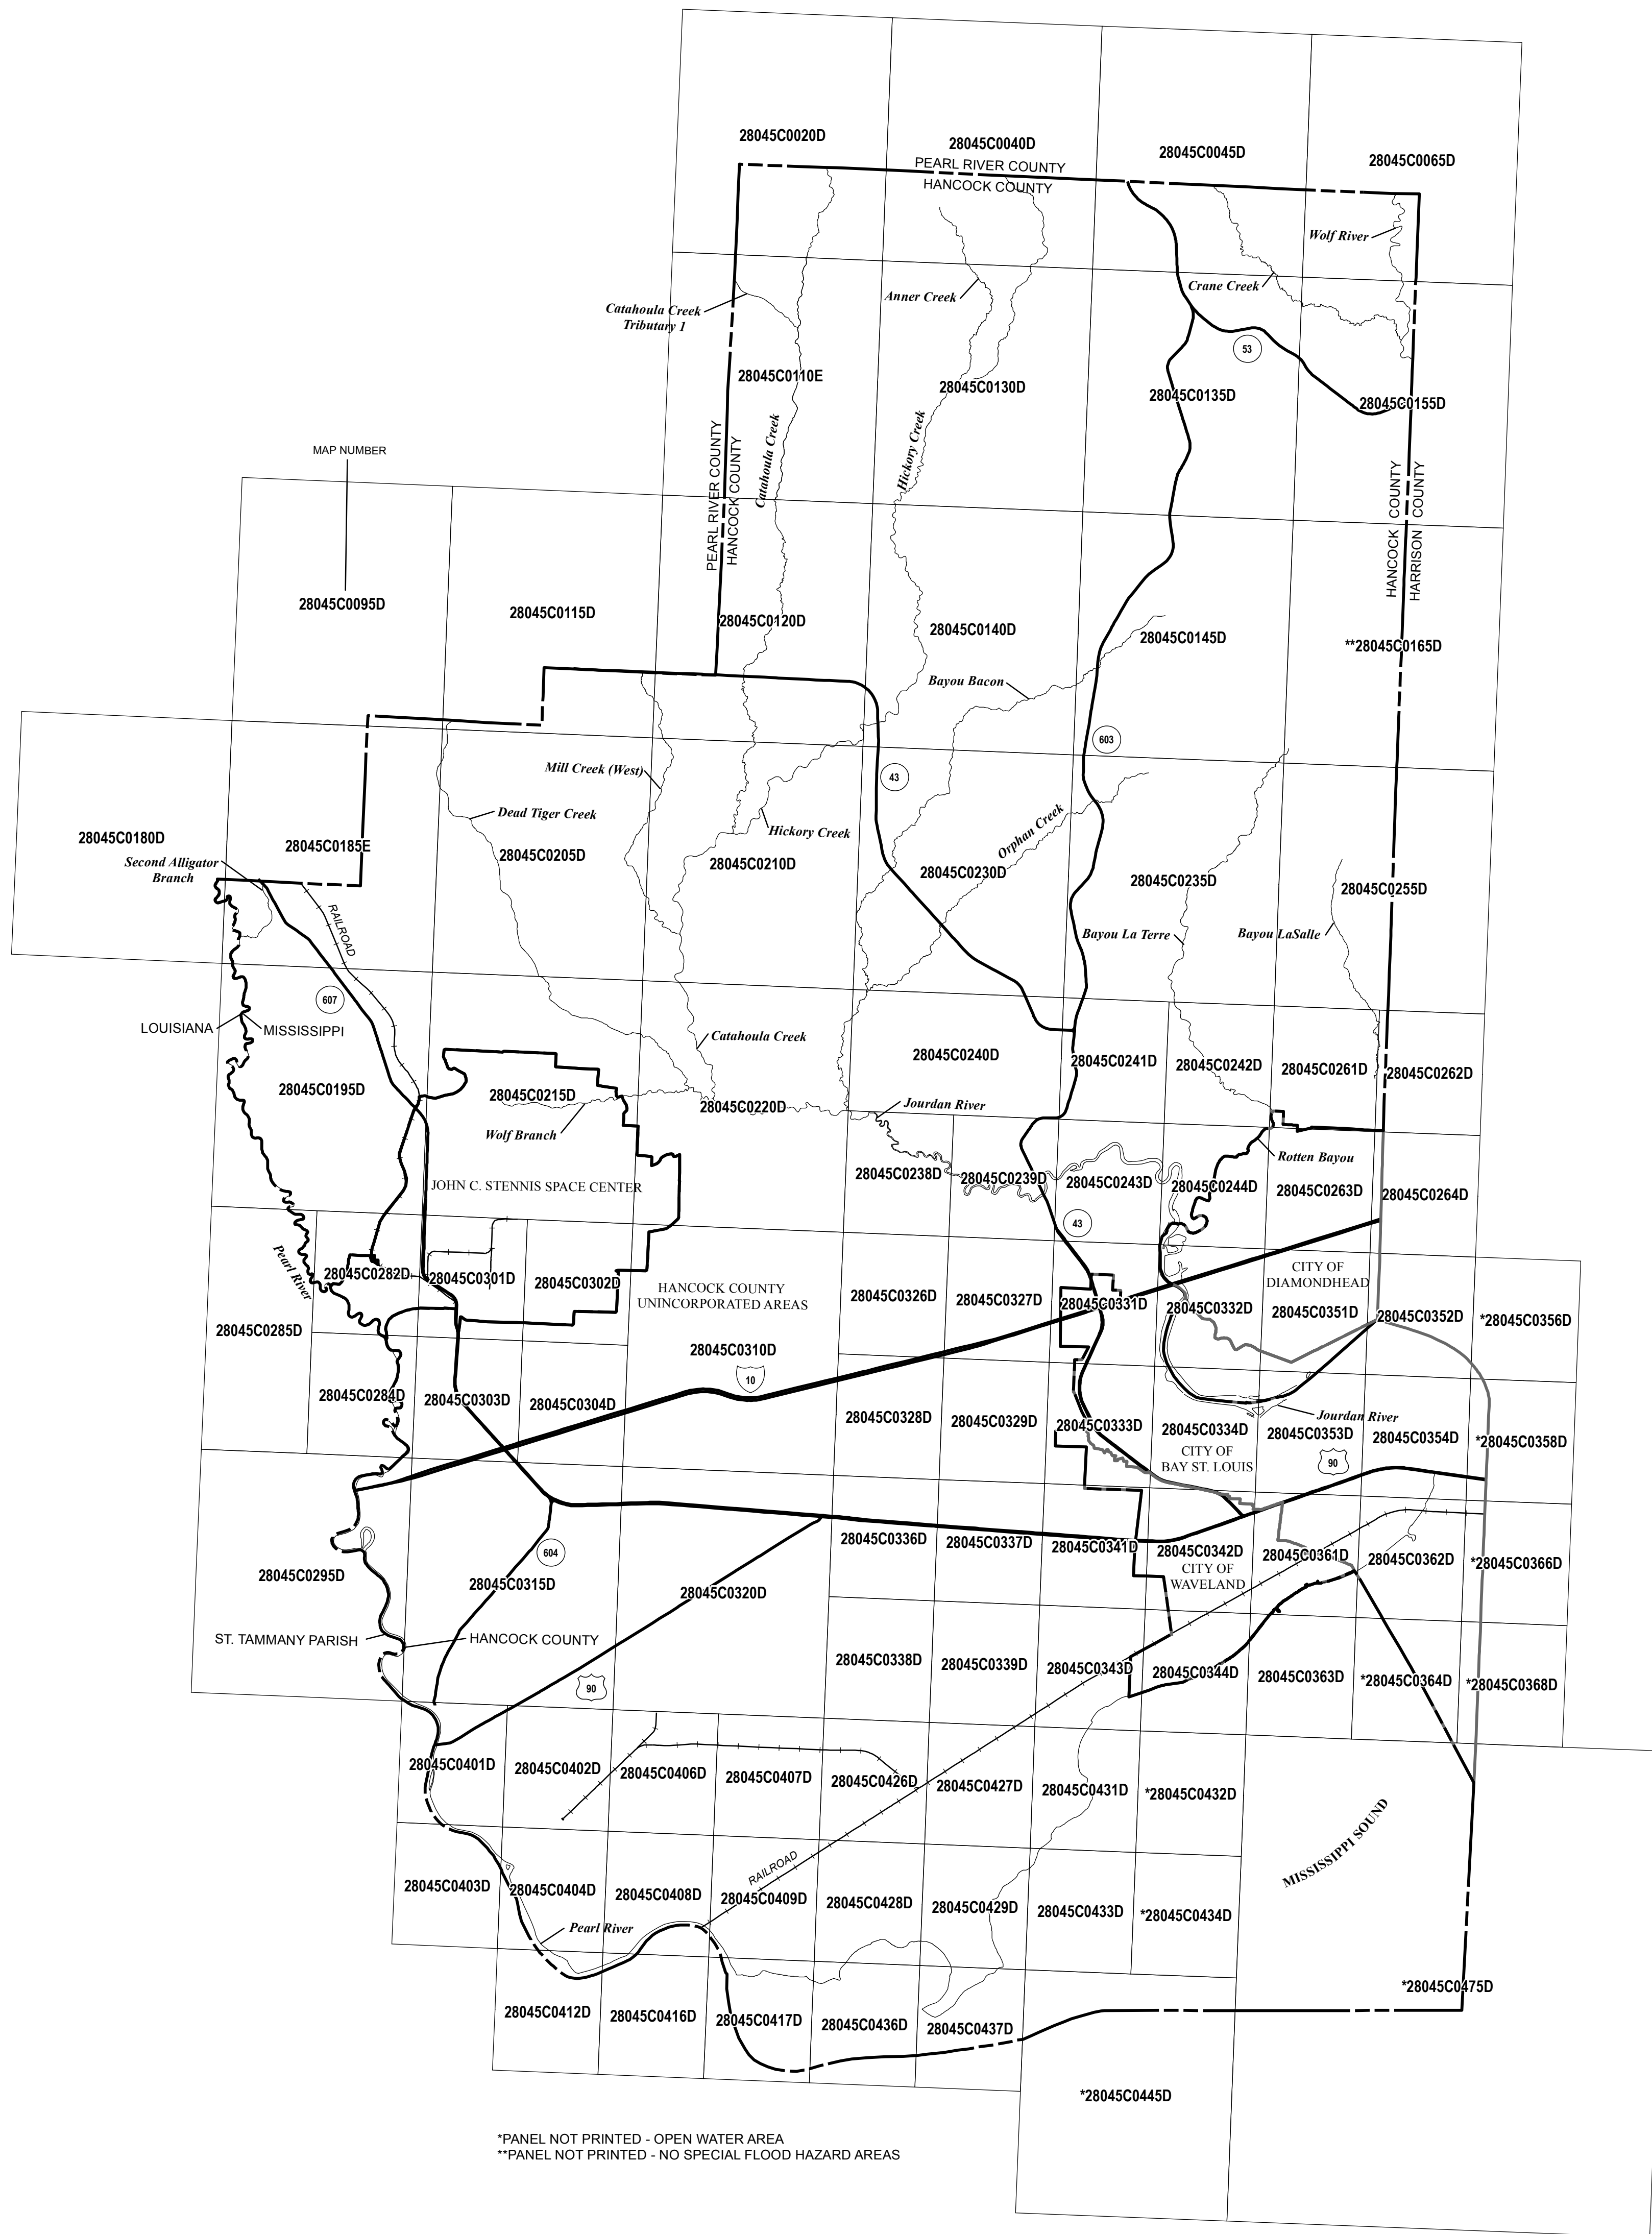 28045C0020D
28045C0040D
28045C0045D
28045C0065D
PEARL RIVER COUNTY
HANCOCK COUNTY
Wolf River
Crane Creek
Anner Creek
Catahoula Creek
Tributary 1
53
28045C0110E
28045C0130D
28045C0135D
28045C0155D
Catahoula Creek
Hickory Creek
PEARL RIVER COUNTY
HANCOCK COUNTY
HANCOCK COUNTY
HARRISON COUNTY
MAP NUMBER
28045C0095D
28045C0115D
28045C0120D
28045C0140D
28045C0145D
**28045C0165D
Bayou Bacon
603
43
Mill Creek (West)
Dead Tiger Creek
Hickory Creek
Orphan Creek
28045C0180D
28045C0185E
28045C0205D
28045C0210D
28045C0230D
28045C0235D
28045C0255D
Second Alligator
Branch
RAILROAD
Bayou La Terre
Bayou LaSalle
607
LOUISIANA
MISSISSIPPI
Catahoula Creek
28045C0240D
28045C0241D
28045C0242D
28045C0261D
28045C0262D
28045C0195D
28045C0215D
28045C0220D
Jourdan River
Wolf Branch
Rotten Bayou
28045C0238D
28045C0239D
28045C0243D
28045C0244D
28045C0263D
28045C0264D
JOHN C. STENNIS SPACE CENTER
43
Pearl River
28045C0282D
28045C0301D
28045C0302D
HANCOCK COUNTY
UNINCORPORATED AREAS
CITY OF
DIAMONDHEAD
28045C0326D
28045C0327D
28045C0331D
28045C0332D
28045C0351D
28045C0352D
*28045C0356D
28045C0285D
28045C0310D
10
28045C0284D
28045C0303D
28045C0304D
28045C0328D
28045C0329D
28045C0333D
28045C0334D
Jourdan River
28045C0353D
28045C0354D
*28045C0358D
CITY OF
BAY ST. LOUIS
90
28045C0336D
28045C0337D
28045C0341D
28045C0342D
28045C0361D
28045C0362D
*28045C0366D
CITY OF
WAVELAND
604
28045C0295D
28045C0315D
28045C0320D
ST. TAMMANY PARISH
HANCOCK COUNTY
28045C0338D
28045C0339D
28045C0343D
28045C0344D
28045C0363D
*28045C0364D
*28045C0368D
90
28045C0401D
28045C0402D
28045C0406D
28045C0407D
28045C0426D
28045C0427D
28045C0431D
*28045C0432D
MISSISSIPPI SOUND
RAILROAD
28045C0403D
28045C0404D
28045C0408D
28045C0409D
28045C0428D
28045C0429D
28045C0433D
*28045C0434D
Pearl River
*28045C0475D
28045C0412D
28045C0416D
28045C0417D
28045C0436D
28045C0437D
*28045C0445D
*PANEL NOT PRINTED - OPEN WATER AREA
**PANEL NOT PRINTED - NO SPECIAL FLOOD HAZARD AREAS